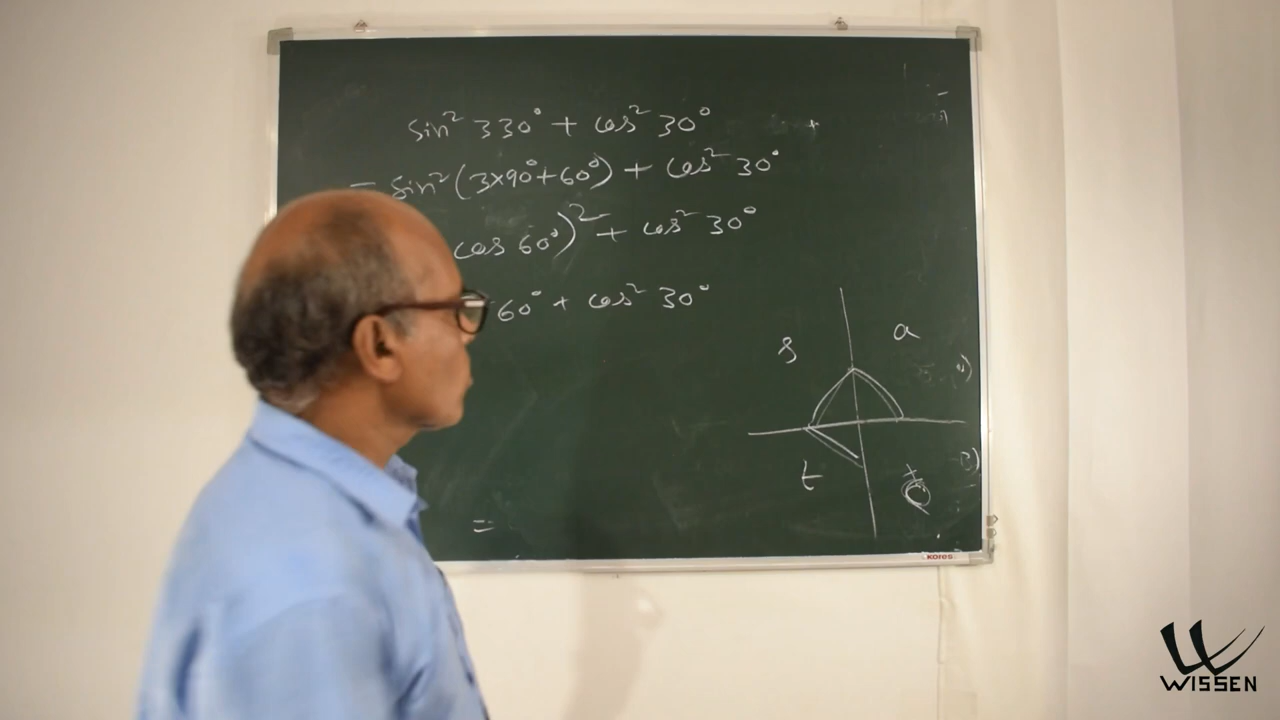 sin² 330° + cos² 30°
= sin² (3×90°+60°) + cos² 30°
cos 60°)² + cos² 30°
60° + cos² 30°
s a
t
=
Kores
WISSEN